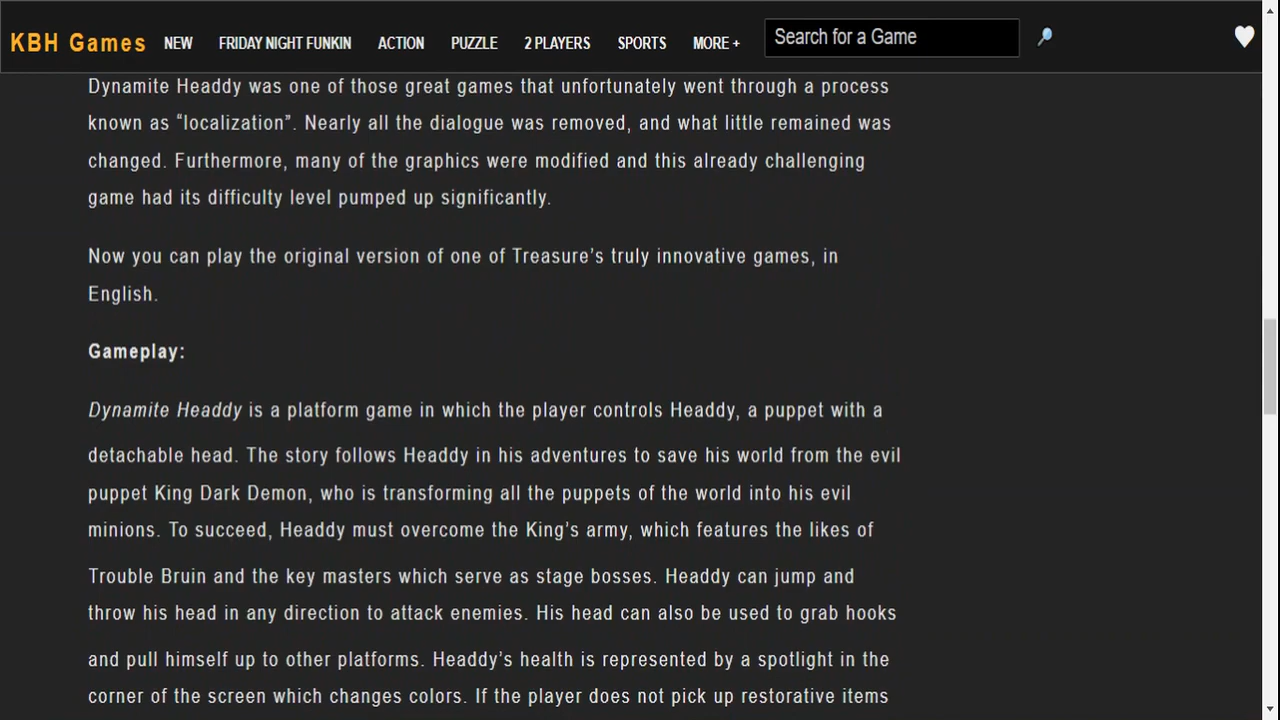 KBH Games NEW FRIDAY NIGHT FUNKIN ACTION PUZZLE 2 PLAYERS SPORTS MORE + Search for a Game
Dynamite Headdy was one of those great games that unfortunately went through a process
known as “localization”. Nearly all the dialogue was removed, and what little remained was
changed. Furthermore, many of the graphics were modified and this already challenging
game had its difficulty level pumped up significantly.
Now you can play the original version of one of Treasure’s truly innovative games, in
English.
Gameplay:
Dynamite Headdy is a platform game in which the player controls Headdy, a puppet with a
detachable head. The story follows Headdy in his adventures to save his world from the evil
puppet King Dark Demon, who is transforming all the puppets of the world into his evil
minions. To succeed, Headdy must overcome the King’s army, which features the likes of
Trouble Bruin and the key masters which serve as stage bosses. Headdy can jump and
throw his head in any direction to attack enemies. His head can also be used to grab hooks
and pull himself up to other platforms. Headdy’s health is represented by a spotlight in the
corner of the screen which changes colors. If the player does not pick up restorative items